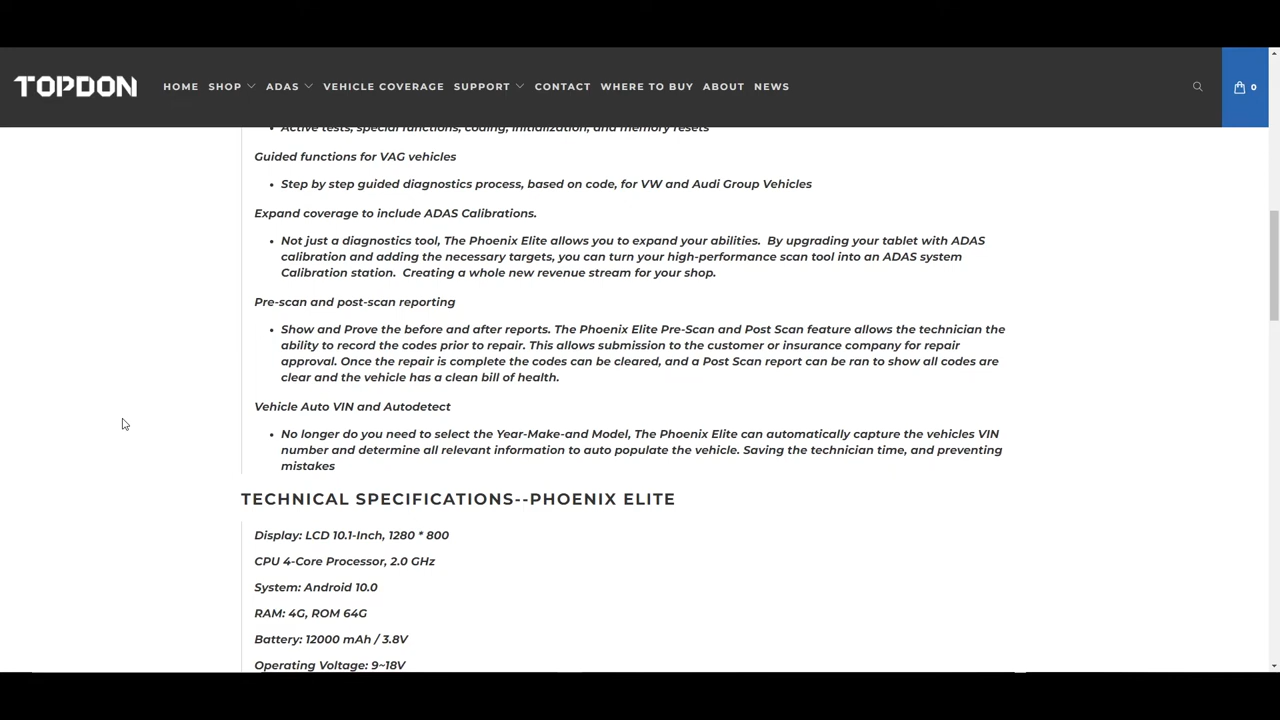 TOPDON
HOME SHOP ADAS VEHICLE COVERAGE SUPPORT CONTACT WHERE TO BUY ABOUT NEWS
0
Active tests, special functions, coding, initialization, and memory resets
Guided functions for VAG vehicles
• Step by step guided diagnostics process, based on code, for VW and Audi Group Vehicles
Expand coverage to include ADAS Calibrations.
• Not just a diagnostics tool, The Phoenix Elite allows you to expand your abilities. By upgrading your tablet with ADAS
calibration and adding the necessary targets, you can turn your high-performance scan tool into an ADAS system
Calibration station. Creating a whole new revenue stream for your shop.
Pre-scan and post-scan reporting
• Show and Prove the before and after reports. The Phoenix Elite Pre-Scan and Post Scan feature allows the technician the
ability to record the codes prior to repair. This allows submission to the customer or insurance company for repair
approval. Once the repair is complete the codes can be cleared, and a Post Scan report can be ran to show all codes are
clear and the vehicle has a clean bill of health.
Vehicle Auto VIN and Autodetect
• No longer do you need to select the Year-Make-and Model, The Phoenix Elite can automatically capture the vehicles VIN
number and determine all relevant information to auto populate the vehicle. Saving the technician time, and preventing
mistakes
TECHNICAL SPECIFICATIONS--PHOENIX ELITE
Display: LCD 10.1-Inch, 1280 * 800
CPU 4-Core Processor, 2.0 GHz
System: Android 10.0
RAM: 4G, ROM 64G
Battery: 12000 mAh / 3.8V
Operating Voltage: 9~18V